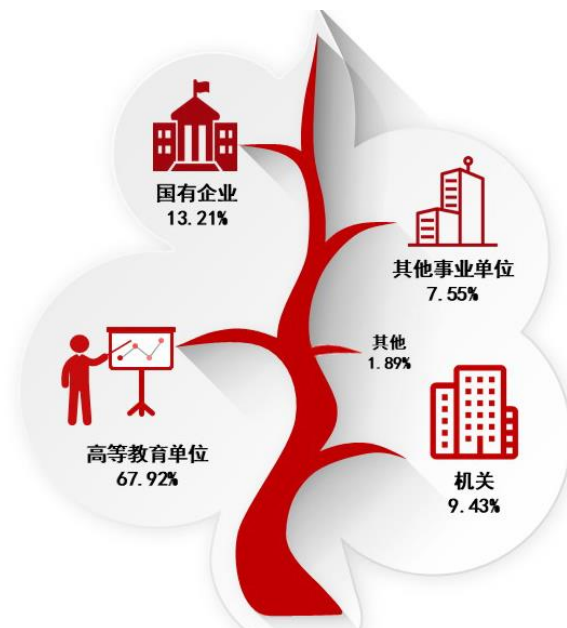 国有企业
13.21%
其他事业单位
7.55%
其他
1.89%
高等教育单位
67.92%
机关
9.43%